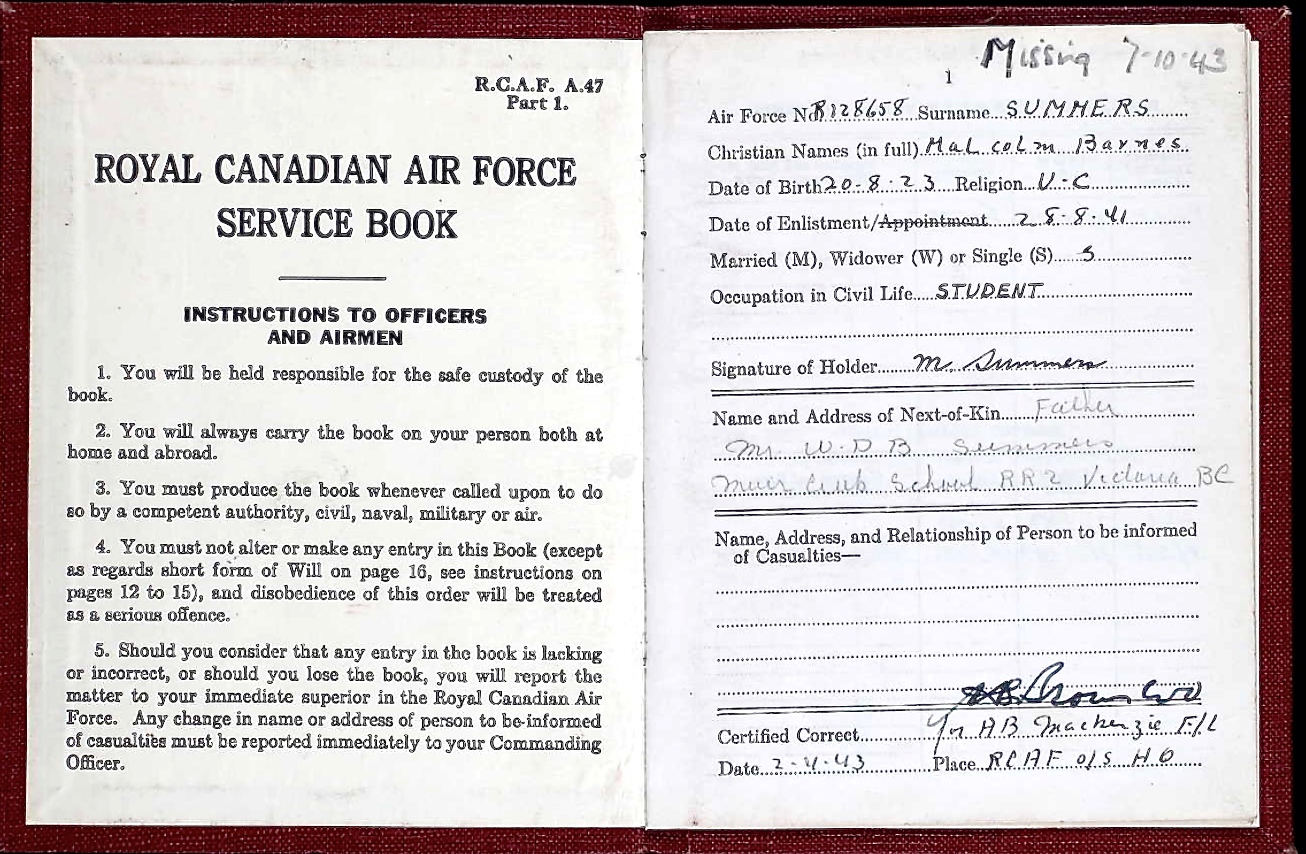 R.C.A.F. A.47
Part 1.
ROYAL CANADIAN AIR FORCE
SERVICE BOOK
INSTRUCTIONS TO OFFICERS
AND AIRMEN
1. You will be held responsible for the safe custody of the
book.
2. You will always carry the book on your person both at
home and abroad.
3. You must produce the book whenever called upon to do
so by a competent authority, civil, naval, military or air.
4. You must not alter or make any entry in this Book (except
as regards short form of Will on page 16, see instructions on
pages 12 to 15), and disobedience of this order will be treated
as a serious offence.
5. Should you consider that any entry in the book is lacking
or incorrect, or should you lose the book, you will report the
matter to your immediate superior in the Royal Canadian Air
Force. Any change in name or address of person to be informed
of casualties must be reported immediately to your Commanding
Officer.
Missing 7-10-43
1
Air Force No R128658 Surname SUMMERS
Christian Names (in full) Malcolm Barnes
Date of Birth 20-8-23 Religion U-C
Date of Enlistment/Appointment 28-8-41
Married (M), Widower (W) or Single (S) S
Occupation in Civil Life STUDENT
Signature of Holder M Summers
Name and Address of Next-of-Kin Father
Mr. W.D.B Summers
School RR2 Victoria BC
Name, Address, and Relationship of Person to be informed
of Casualties—
Certified Correct for AB Mackenzie F/L
Date 2-4-43 Place RCAF o/s HQ